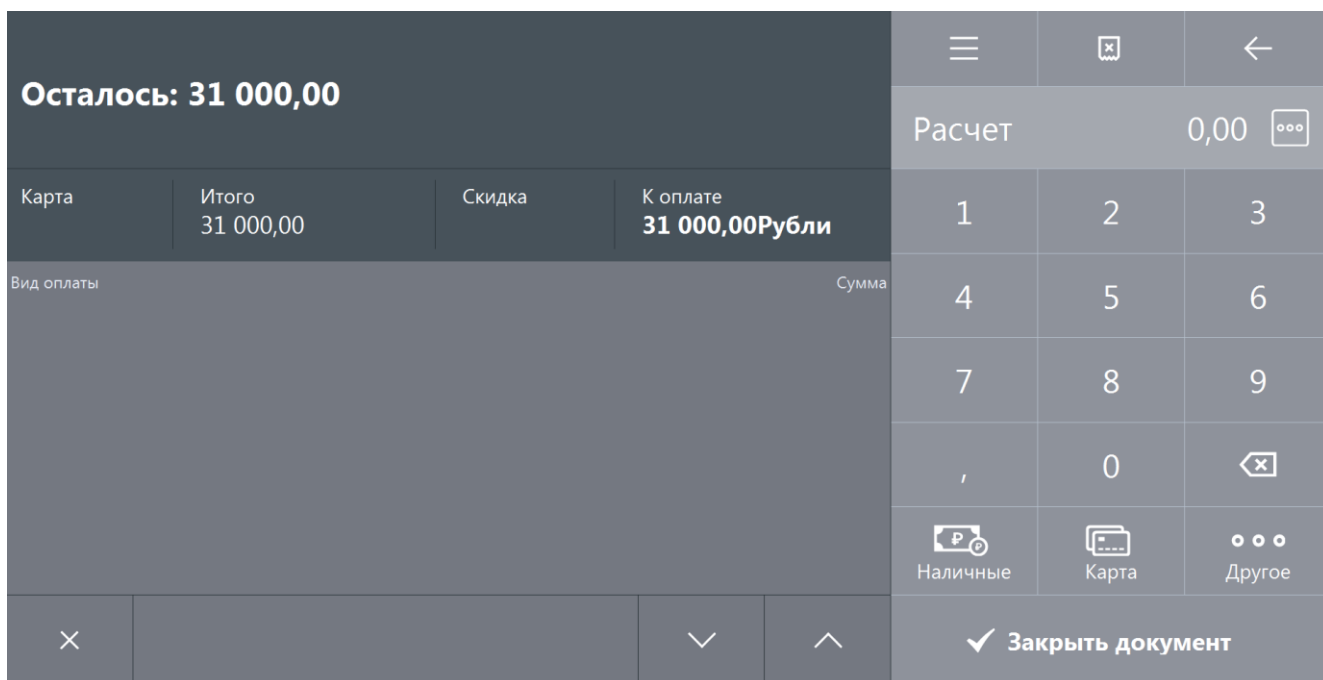 Осталось: 31 000,00
Карта Итого Скидка К оплате
31 000,00 31 000,00Рубли
Вид оплаты Сумма
Расчет 0,00
1 2 3
4 5 6
7 8 9
, 0
Наличные Карта Другое
Закрыть документ